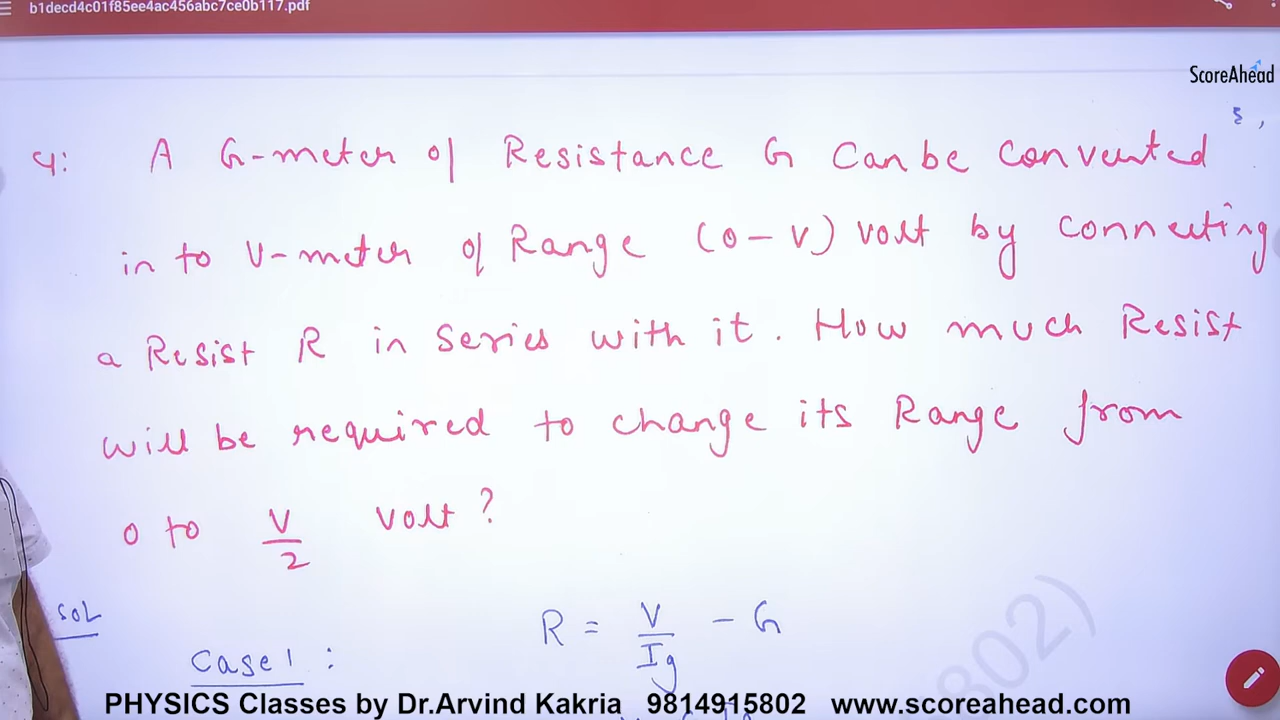 b1decd4c01f85ee4ac456abc7ce0b117.pdf
ScoreAhead
4: A G-meter of Resistance G Can be Converted
in to V-meter of Range (0-V) volt by connecting
a Resist R in series with it. How much Resist
will be required to change its Range from
0 to V/2 volt?
SOL
R = V/Ig - G
Case 1 :
802)
PHYSICS Classes by Dr.Arvind Kakria 9814915802 www.scoreahead.com